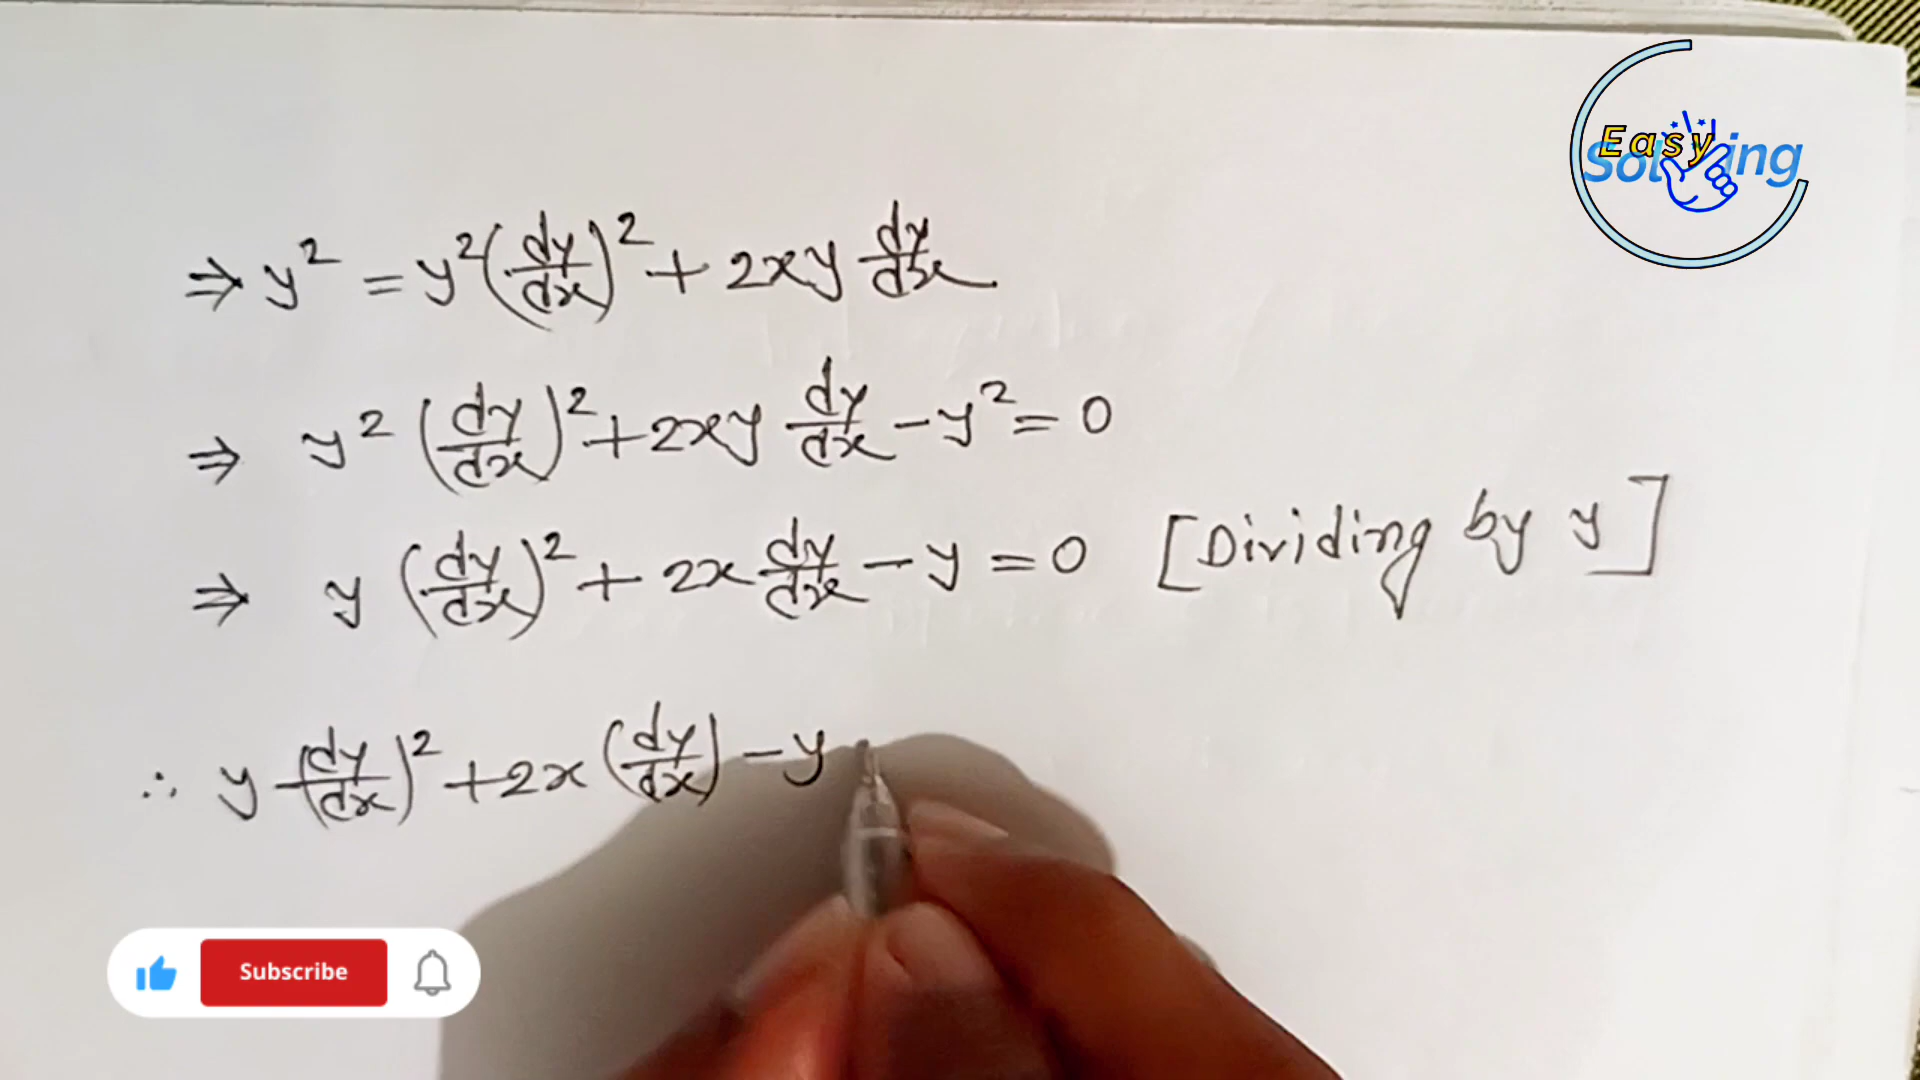 Easy
Solving
⇒ y² = y²(dy/dx)² + 2xy dy/dx
⇒ y² (dy/dx)² + 2xy dy/dx - y² = 0
⇒ y (dy/dx)² + 2x dy/dx - y = 0 [Dividing by y]
∴ y (dy/dx)² + 2x (dy/dx) - y
Subscribe